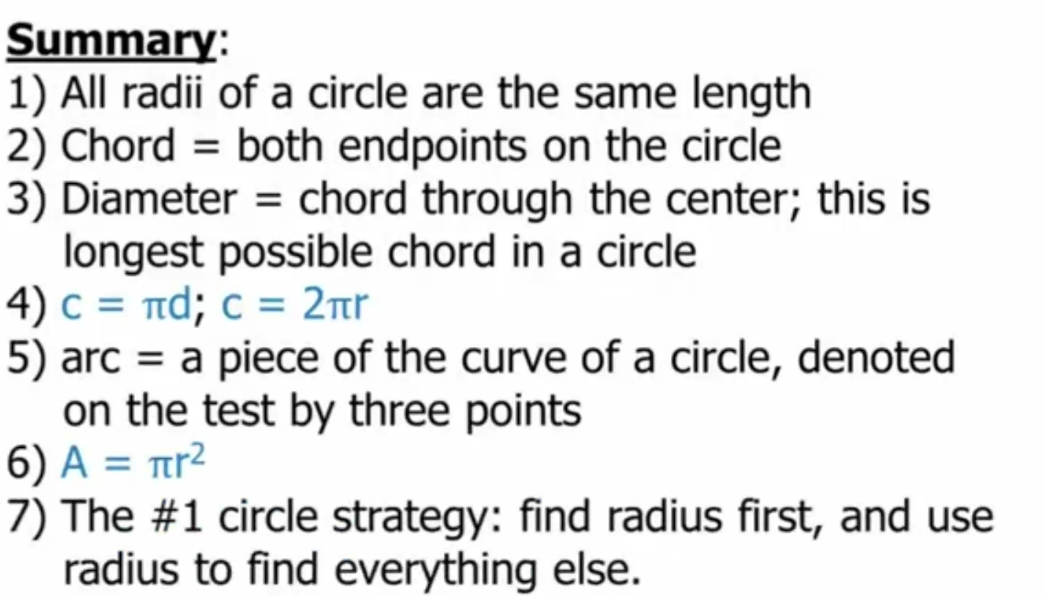 Summary:
1) All radii of a circle are the same length
2) Chord = both endpoints on the circle
3) Diameter = chord through the center; this is
longest possible chord in a circle
4) c = πd; c = 2πr
5) arc = a piece of the curve of a circle, denoted
on the test by three points
6) A = πr²
7) The #1 circle strategy: find radius first, and use
radius to find everything else.